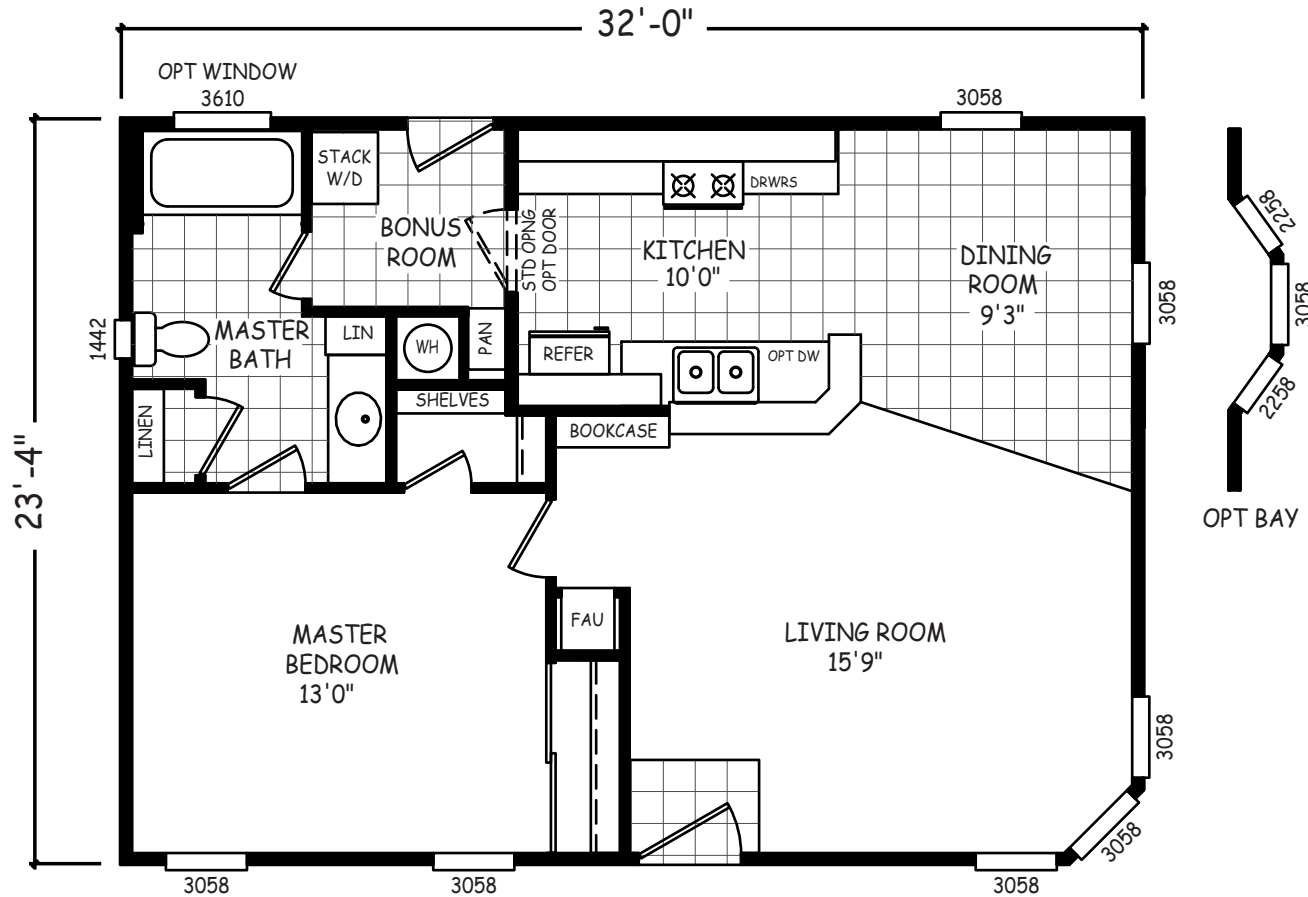 32'-0"
OPT WINDOW
3610
3058
STACK
W/D
DRWRS
2258
BONUS
ROOM
STD OPNG
OPT DOOR
KITCHEN
10'0"
DINING
ROOM
9'3"
3058
3058
1442
MASTER
BATH
LIN
WH
PAN
REFER
OPT DW
2258
LINEN
SHELVES
BOOKCASE
23'-4"
OPT BAY
FAU
MASTER
BEDROOM
13'0"
LIVING ROOM
15'9"
3058
3058
3058
3058
3058